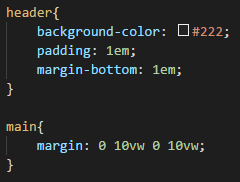 header{
    background-color: #222;
    padding: 1em;
    margin-bottom: 1em;
}

main{
    margin: 0 10vw 0 10vw;
}